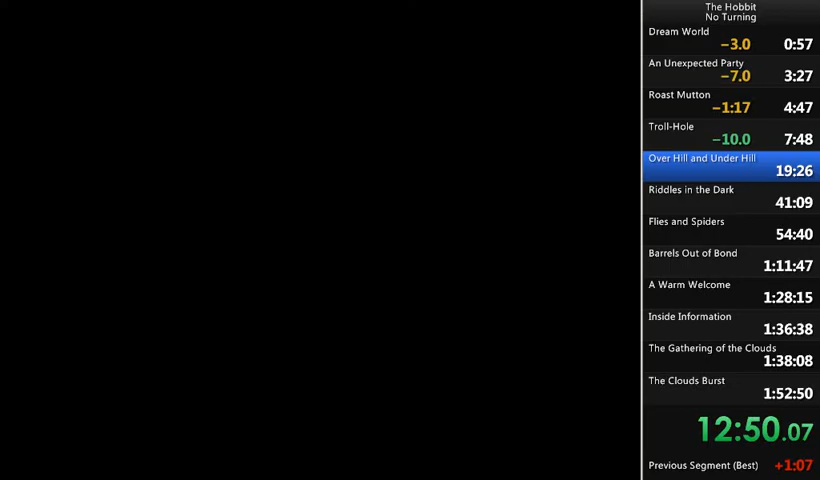 The Hobbit
No Turning
Dream World
−3.0 0:57
An Unexpected Party
−7.0 3:27
Roast Mutton
−1:17 4:47
Troll-Hole
−10.0 7:48
Over Hill and Under Hill
19:26
Riddles in the Dark
41:09
Flies and Spiders
54:40
Barrels Out of Bond
1:11:47
A Warm Welcome
1:28:15
Inside Information
1:36:38
The Gathering of the Clouds
1:38:08
The Clouds Burst
1:52:50
12:50.07
Previous Segment (Best) +1:07